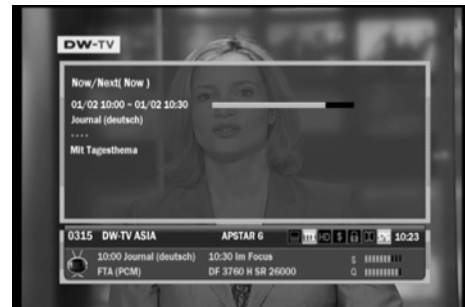 DW-TV
Now/Next( Now )
01/02 10:00 ~ 01/02 10:30
Journal (deutsch)
----
Mit Tagesthema
0315 DW-TV ASIA APSTAR 6 HD $ 10:23
10:00 Journal (deutsch) 10:30 Im Focus S
FTA (PCM) DF 3760 H SR 26000 Q